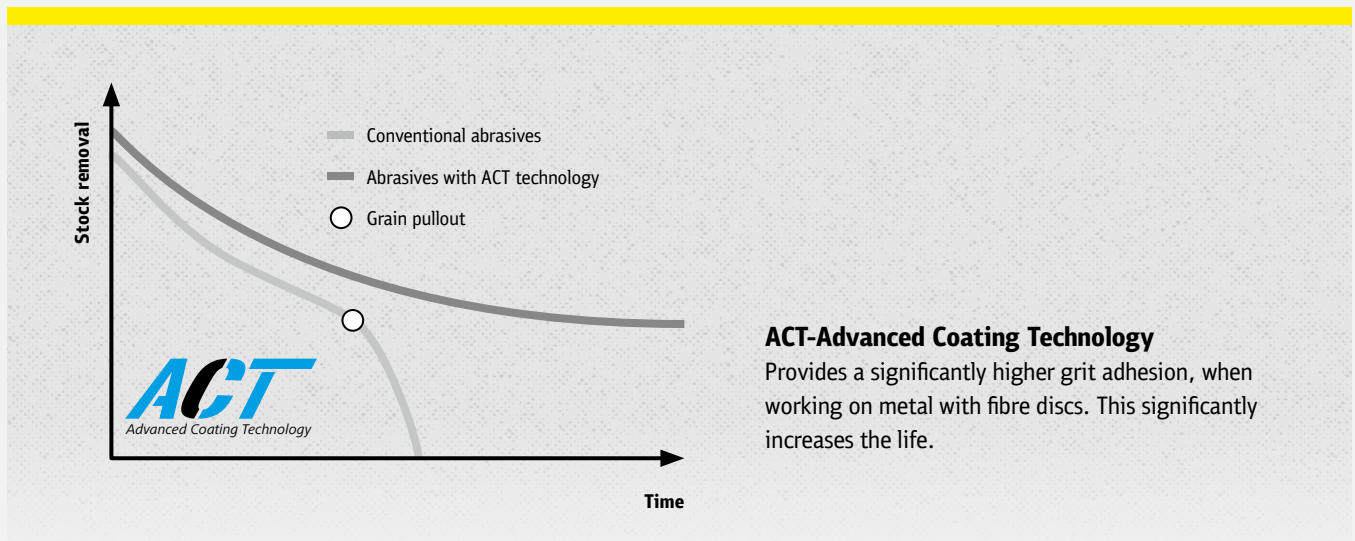 Stock removal
Conventional abrasives
Abrasives with ACT technology
Grain pullout
ACT
Advanced Coating Technology
Time
ACT-Advanced Coating Technology
Provides a significantly higher grit adhesion, when
working on metal with fibre discs. This significantly
increases the life.